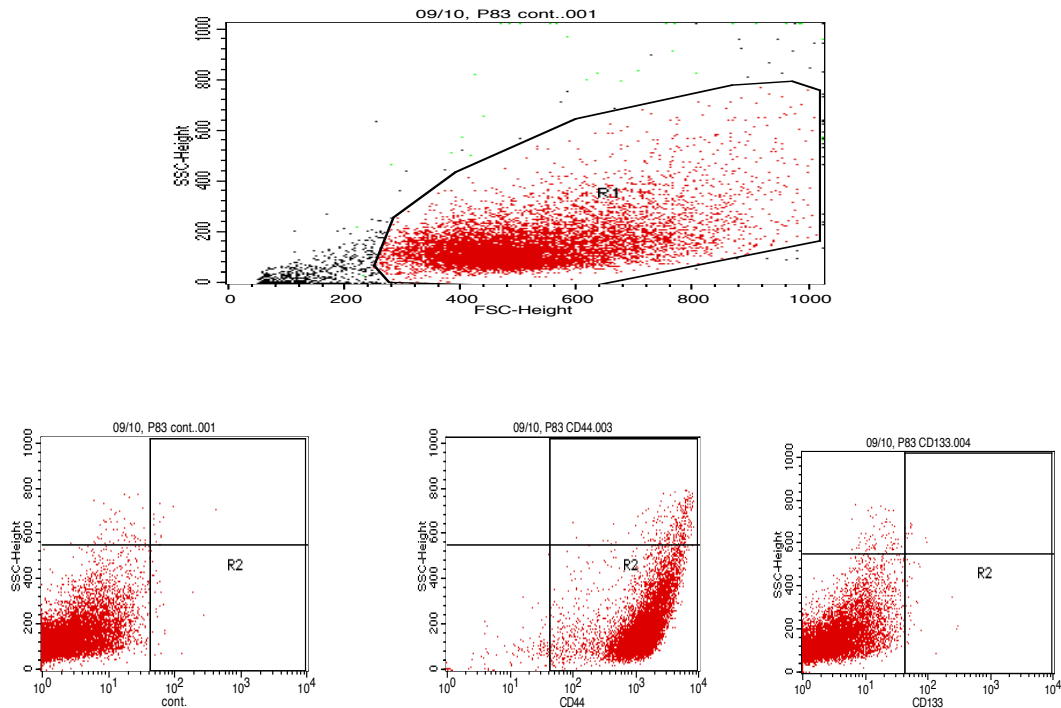 09/10, P83 cont..001
1000
800
600
400
200
0
SSC-Height
R1
0 200 400 600 800 1000
FSC-Height
09/10, P83 cont..001
1000
800
600
400
200
0
SSC-Height
R2
10^0 10^1 10^2 10^3 10^4
cont.
09/10, P83 CD44.003
1000
800
600
400
200
0
SSC-Height
R2
10^0 10^1 10^2 10^3 10^4
CD44
09/10, P83 CD133.004
1000
800
600
400
200
0
SSC-Height
R2
10^0 10^1 10^2 10^3 10^4
CD133